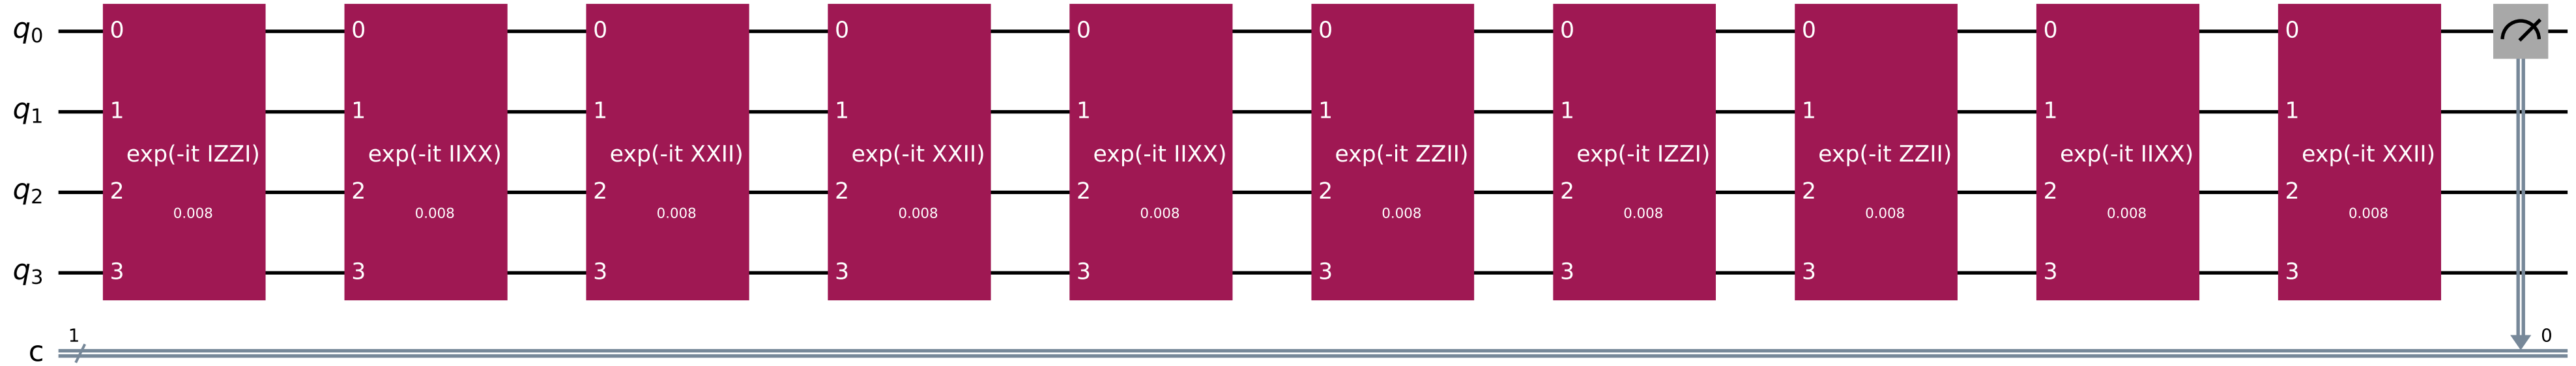 q0 0 0 0 0 0 0 0 0 0 0
q1 1 1 1 1 1 1 1 1 1 1
exp(-it IZZI) exp(-it IIXX) exp(-it XXII) exp(-it XXII) exp(-it IIXX) exp(-it ZZII) exp(-it IZZI) exp(-it ZZII) exp(-it IIXX) exp(-it XXII)
q2 2 2 2 2 2 2 2 2 2 2
0.008 0.008 0.008 0.008 0.008 0.008 0.008 0.008 0.008 0.008
q3 3 3 3 3 3 3 3 3 3 3
1 0
c